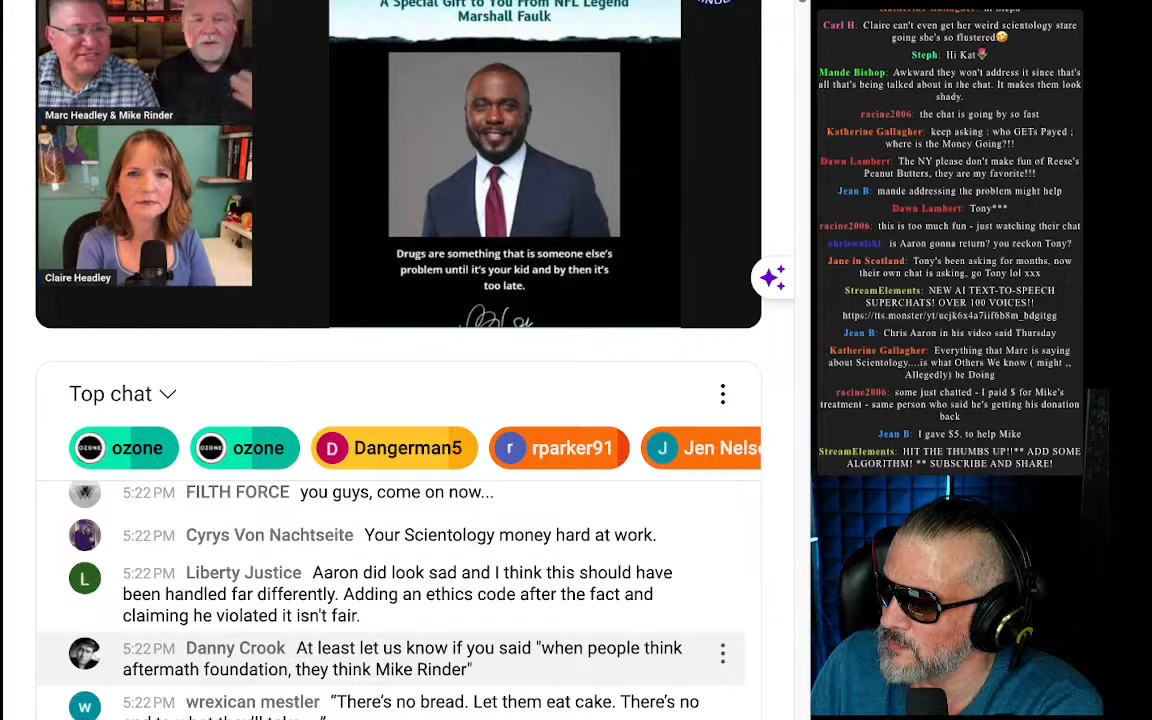 A Special Gift to You From NFL Legend
Marshall Faulk
Marc Headley & Mike Rinder
Claire Headley
Drugs are something that is someone else's
problem until it's your kid and by then it's
too late.
Top chat
OZONE ozone
OZONE ozone
D Dangerman5
r rparker91
J Jen Nels
5:22 PM FILTH FORCE you guys, come on now...
5:22 PM Cyrys Von Nachtseite Your Scientology money hard at work.
L 5:22 PM Liberty Justice Aaron did look sad and I think this should have
been handled far differently. Adding an ethics code after the fact and
claiming he violated it isn't fair.
5:22 PM Danny Crook At least let us know if you said "when people think
aftermath foundation, they think Mike Rinder"
w 5:22 PM wrexican mestler “There's no bread. Let them eat cake. There's no
Carl H: Claire can't even get her weird scientology stare
going she's so flustered🤣
Steph: Hi Kat🌷
Mande Bishop: Awkward they won't address it since that's
all that's being talked about in the chat. It makes them look
shady.
racine2006: the chat is going by so fast
Katherine Gallagher: keep asking : who GETs Payed ;
where is the Money Going?!!
Dawn Lambert: The NY please don't make fun of Reese's
Peanut Butters, they are my favorite!!!
Jean B: mande addressing the problem might help
Dawn Lambert: Tony***
racine2006: this is too much fun - just watching their chat
chriswalski: is Aaron gonna return? you reckon Tony?
Jane in Scotland: Tony's been asking for months, now
their own chat is asking, go Tony lol xxx
StreamElements: NEW AI TEXT-TO-SPEECH
SUPERCHATS! OVER 100 VOICES!!
https://tts.monster/yt/ucjk6x4a7iif6b8m_bdgitgg
Jean B: Chris Aaron in his video said Thursday
Katherine Gallagher: Everything that Marc is saying
about Scientology....is what Others We know ( might ,,
Allegedly) be Doing
racine2006: some just chatted - I paid $ for Mike's
treatment - same person who said he's getting his donation
back
Jean B: I gave $5. to help Mike
StreamElements: HIT THE THUMBS UP!!** ADD SOME
ALGORITHM! ** SUBSCRIBE AND SHARE!